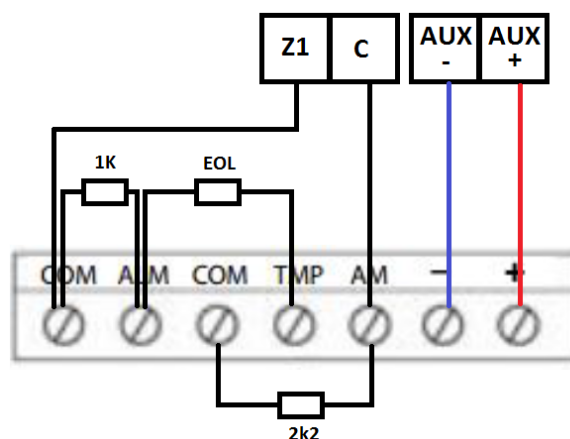 Z1 C AUX - AUX +
1K EOL
COM ALM COM TMP AM - +
2k2